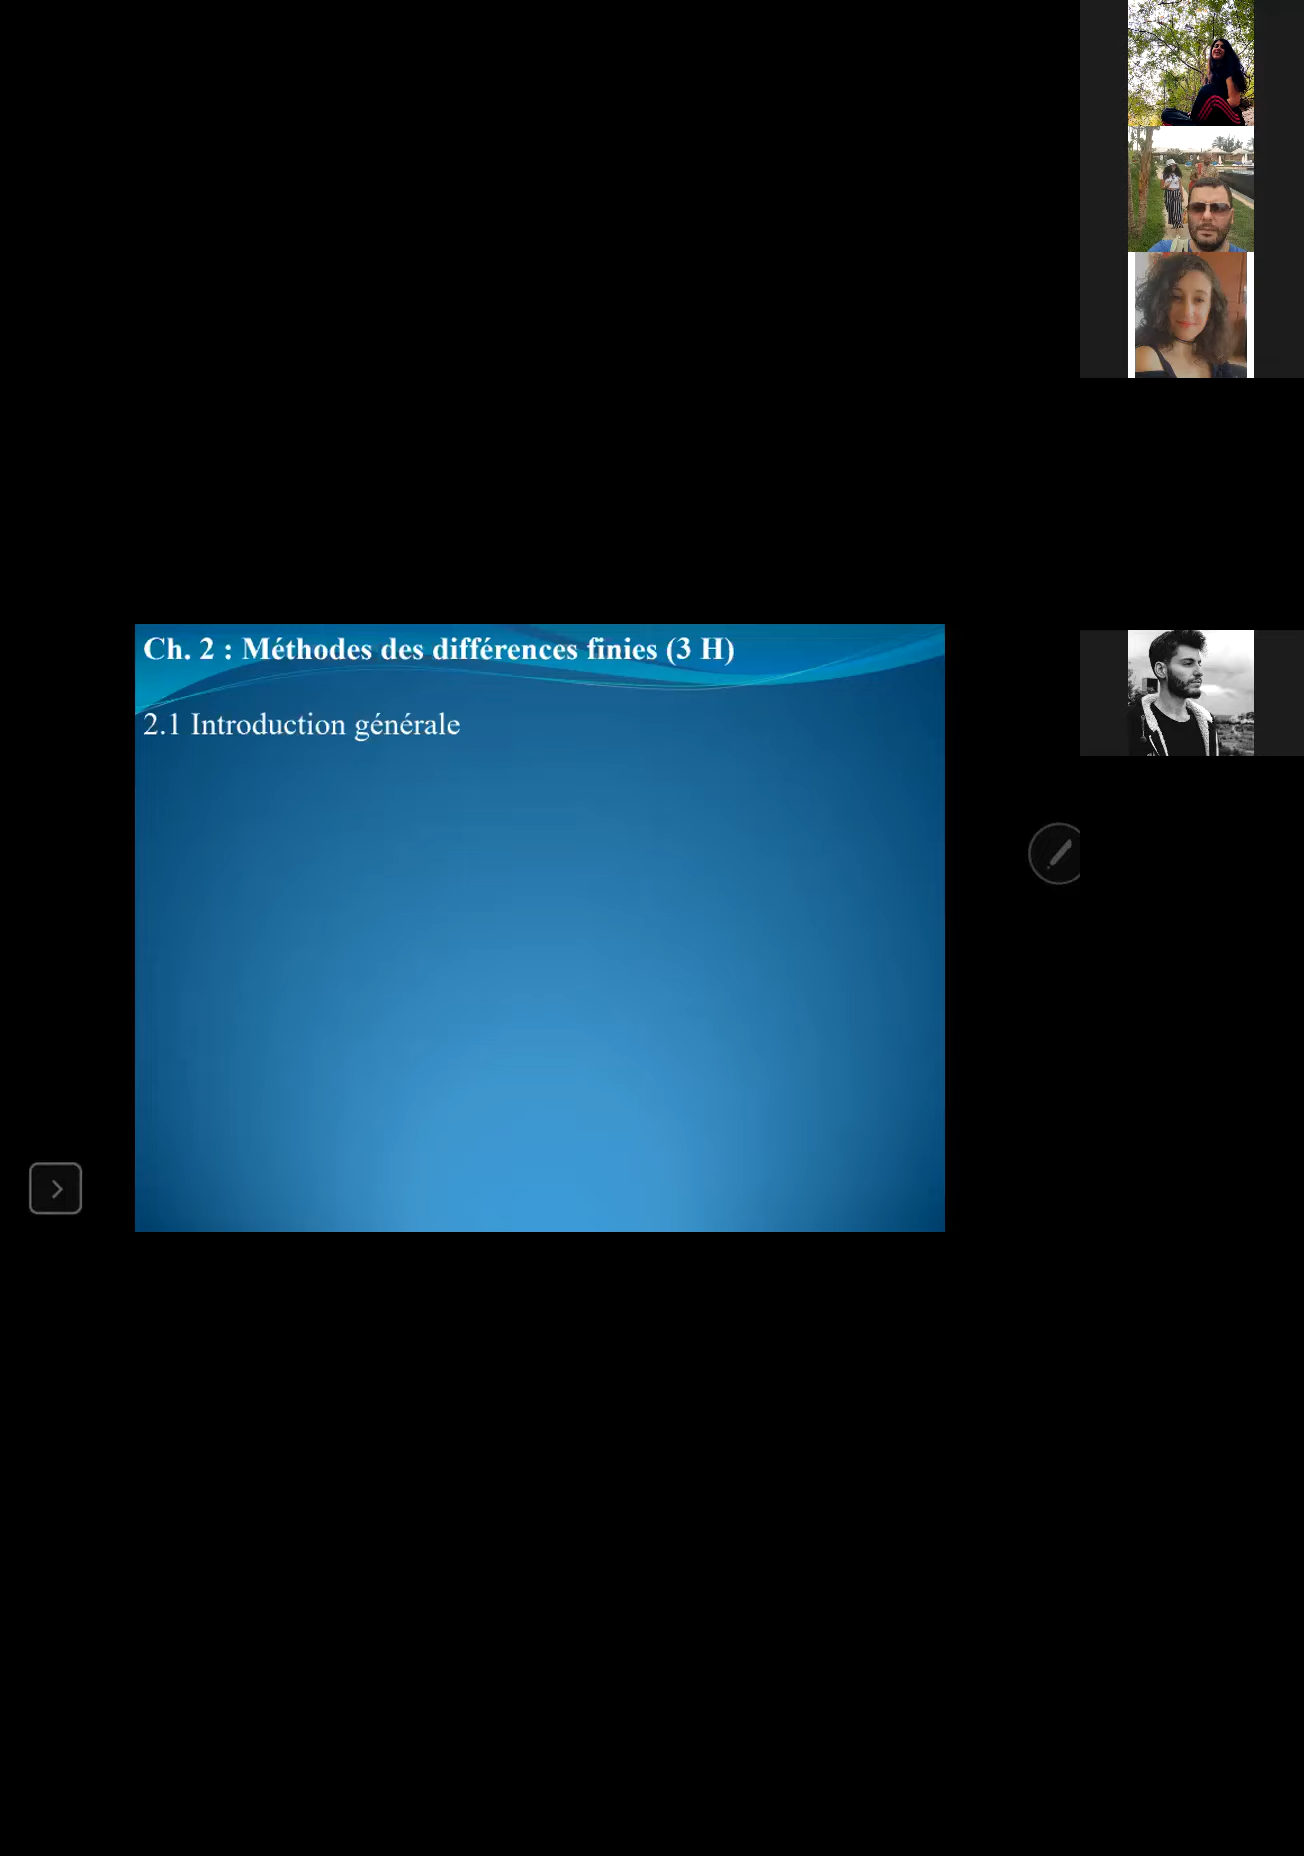 Ch. 2 : Méthodes des différences finies (3 H)
2.1 Introduction générale